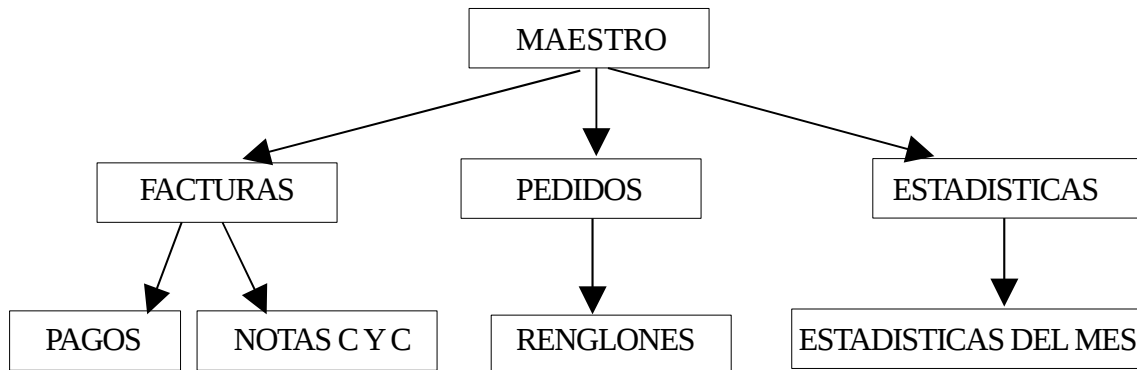 MAESTRO
FACTURAS
PEDIDOS
ESTADISTICAS
PAGOS
NOTAS C Y C
RENGLONES
ESTADISTICAS DEL MES